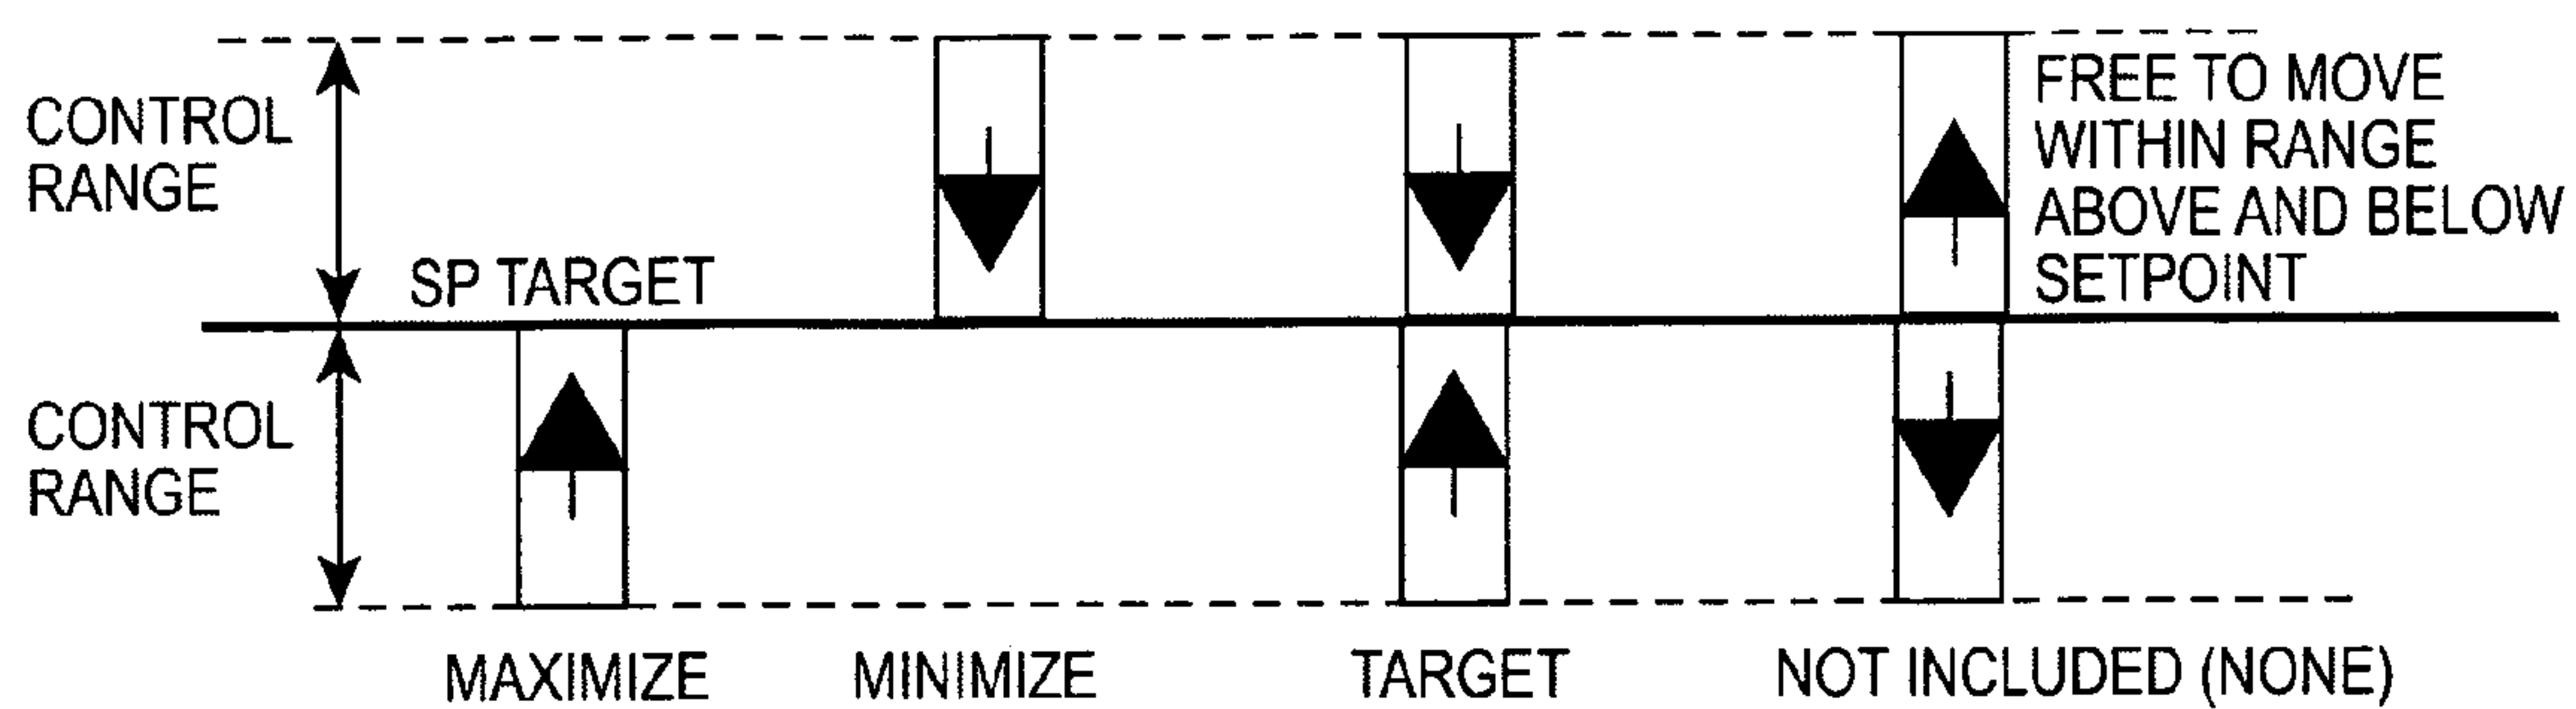 CONTROL
RANGE
SP TARGET
FREE TO MOVE
WITHIN RANGE
ABOVE AND BELOW
SETPOINT
CONTROL
RANGE
MAXIMIZE
MINIMIZE
TARGET
NOT INCLUDED (NONE)